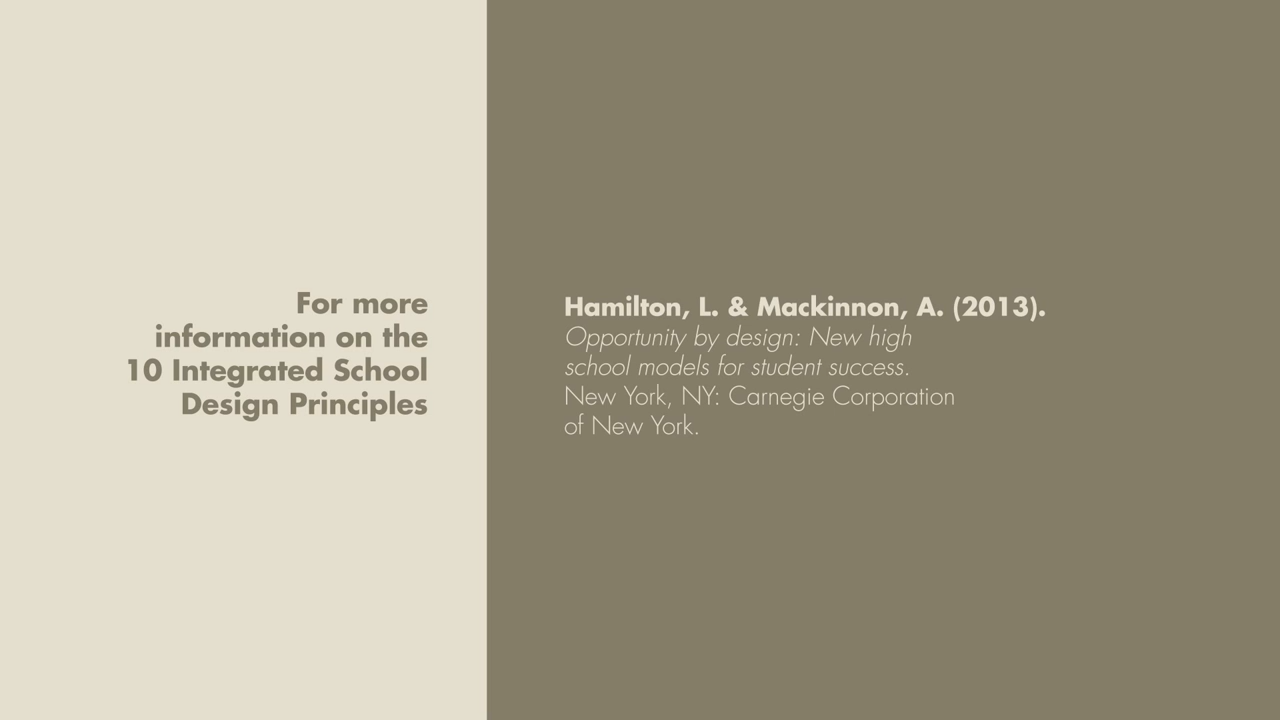 For more
information on the
10 Integrated School
Design Principles
Hamilton, L. & Mackinnon, A. (2013).
Opportunity by design: New high
school models for student success.
New York, NY: Carnegie Corporation
of New York.